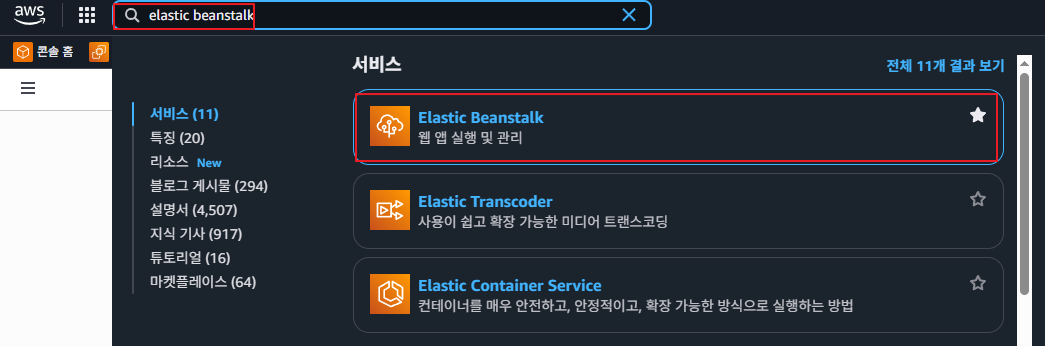 aws
elastic beanstalk
콘솔 홈
서비스 (11)
특징 (20)
리소스 New
블로그 게시물 (294)
설명서 (4,507)
지식 기사 (917)
튜토리얼 (16)
마켓플레이스 (64)
서비스
전체 11개 결과 보기
Elastic Beanstalk
웹 앱 실행 및 관리
Elastic Transcoder
사용이 쉽고 확장 가능한 미디어 트랜스코딩
Elastic Container Service
컨테이너를 매우 안전하고, 안정적이고, 확장 가능한 방식으로 실행하는 방법